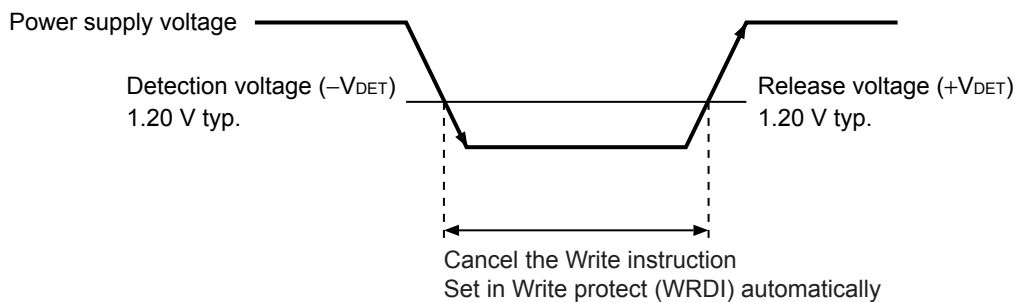 Power supply voltage
Detection voltage (−VDET)
1.20 V typ.
Release voltage (+VDET)
1.20 V typ.
Cancel the Write instruction
Set in Write protect (WRDI) automatically